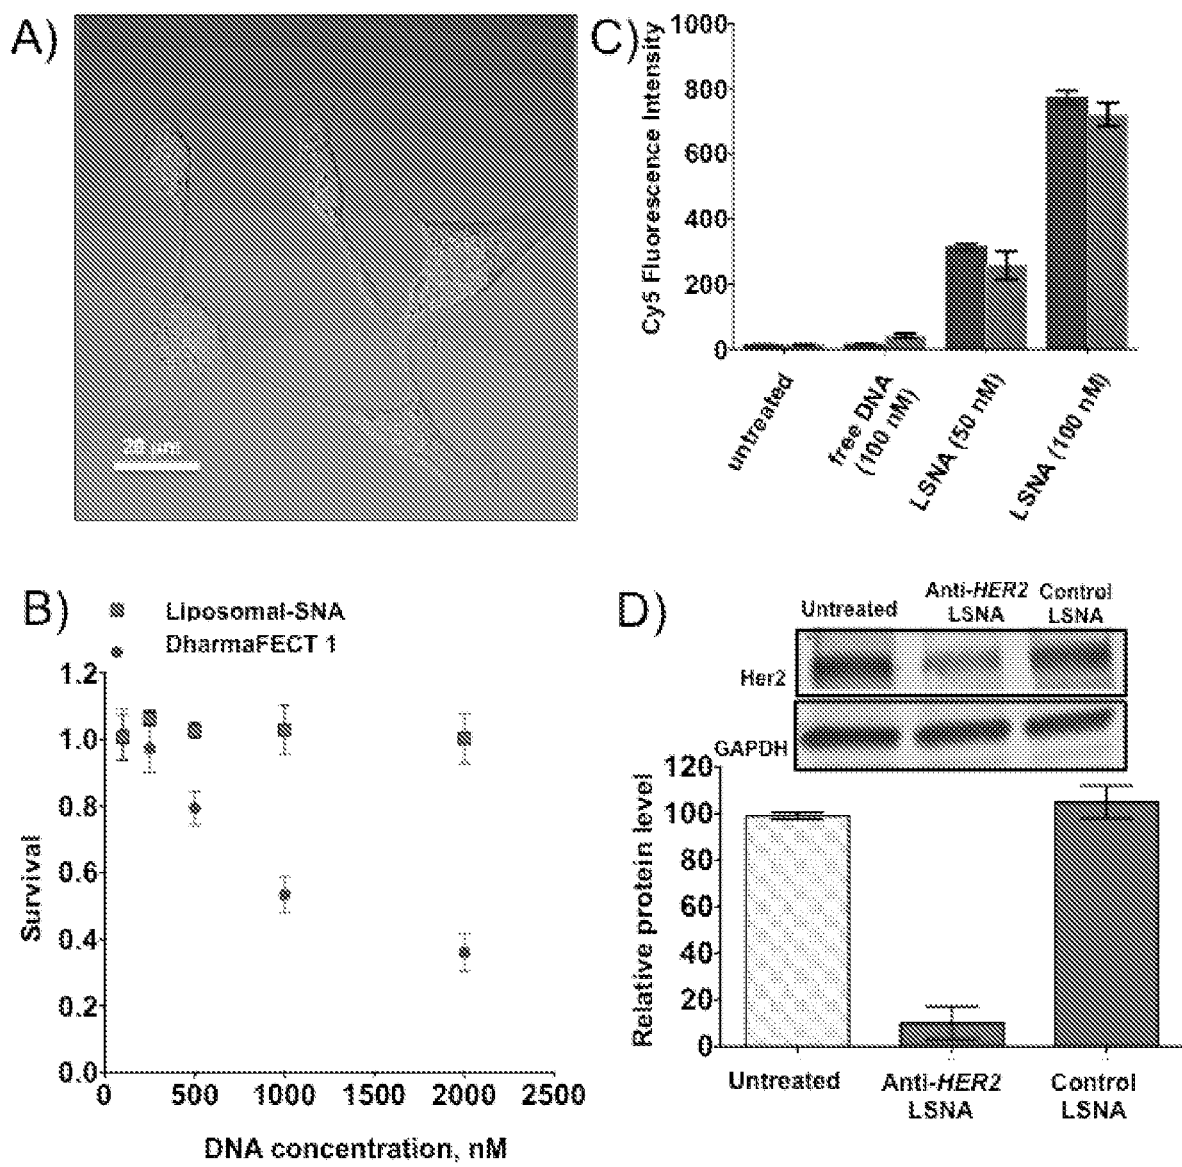 A)
B)
Liposomal-SNA
DharmaFECT 1
1.2
1.0
0.8
0.6
0.4
0.2
0.0
Survival
0
500
1000
1500
2000
2500
DNA concentration, nM
C)
1000
800
600
400
200
0
Cy5 Fluorescence Intensity
untreated
free DNA
(100 nM)
LSNA (50 nM)
LSNA (100 nM)
D)
Untreated
Anti-HER2
LSNA
Control
LSNA
Her2
GAPDH
120
100
80
60
40
20
0
Relative protein level
Untreated
Anti-HER2
LSNA
Control
LSNA